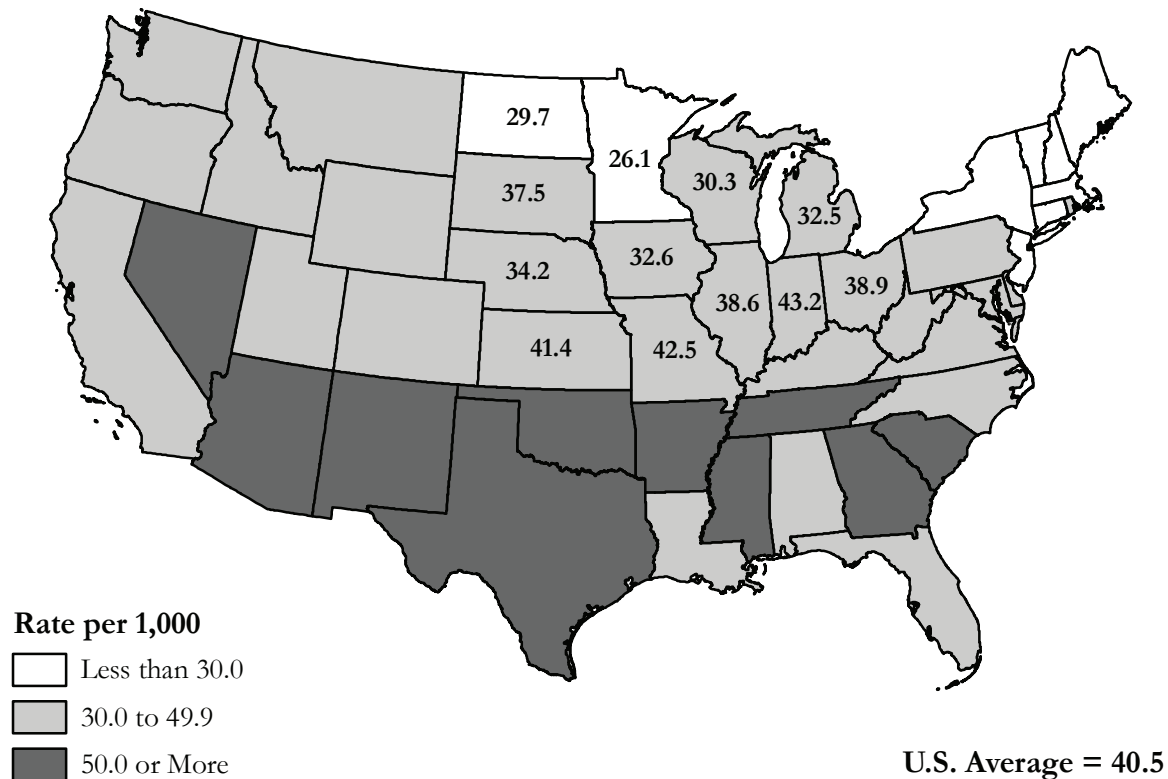 29.7
26.1
30.3
37.5
32.5
32.6
34.2
38.6
43.2
38.9
41.4
42.5
Rate per 1,000
Less than 30.0
30.0 to 49.9
50.0 or More
U.S. Average = 40.5